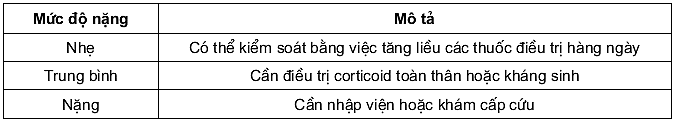 Mức độ nặng Mô tả
Nhẹ Có thể kiểm soát bằng việc tăng liều các thuốc điều trị hàng ngày
Trung bình Cần điều trị corticoid toàn thân hoặc kháng sinh
Nặng Cần nhập viện hoặc khám cấp cứu